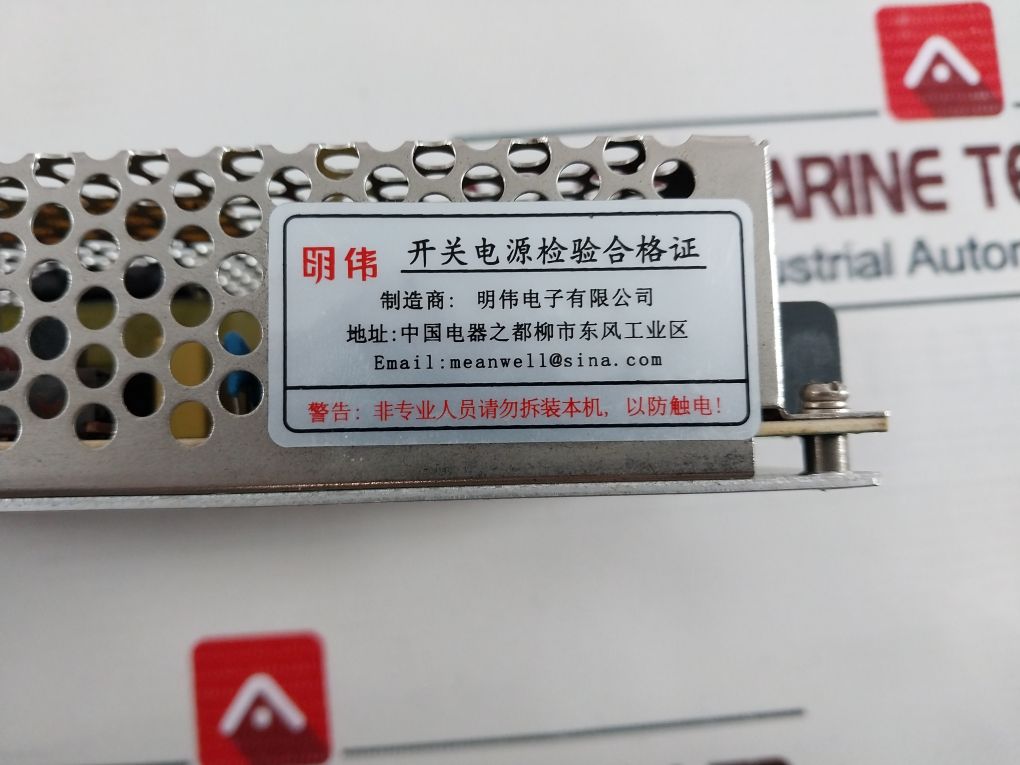 明伟 开关电源检验合格证
制造商: 明伟电子有限公司
地址:中国电器之都柳市东风工业区
Email:meanwell@sina.com
警告: 非专业人员请勿拆装本机, 以防触电!
ARINE TE
dustrial Autom